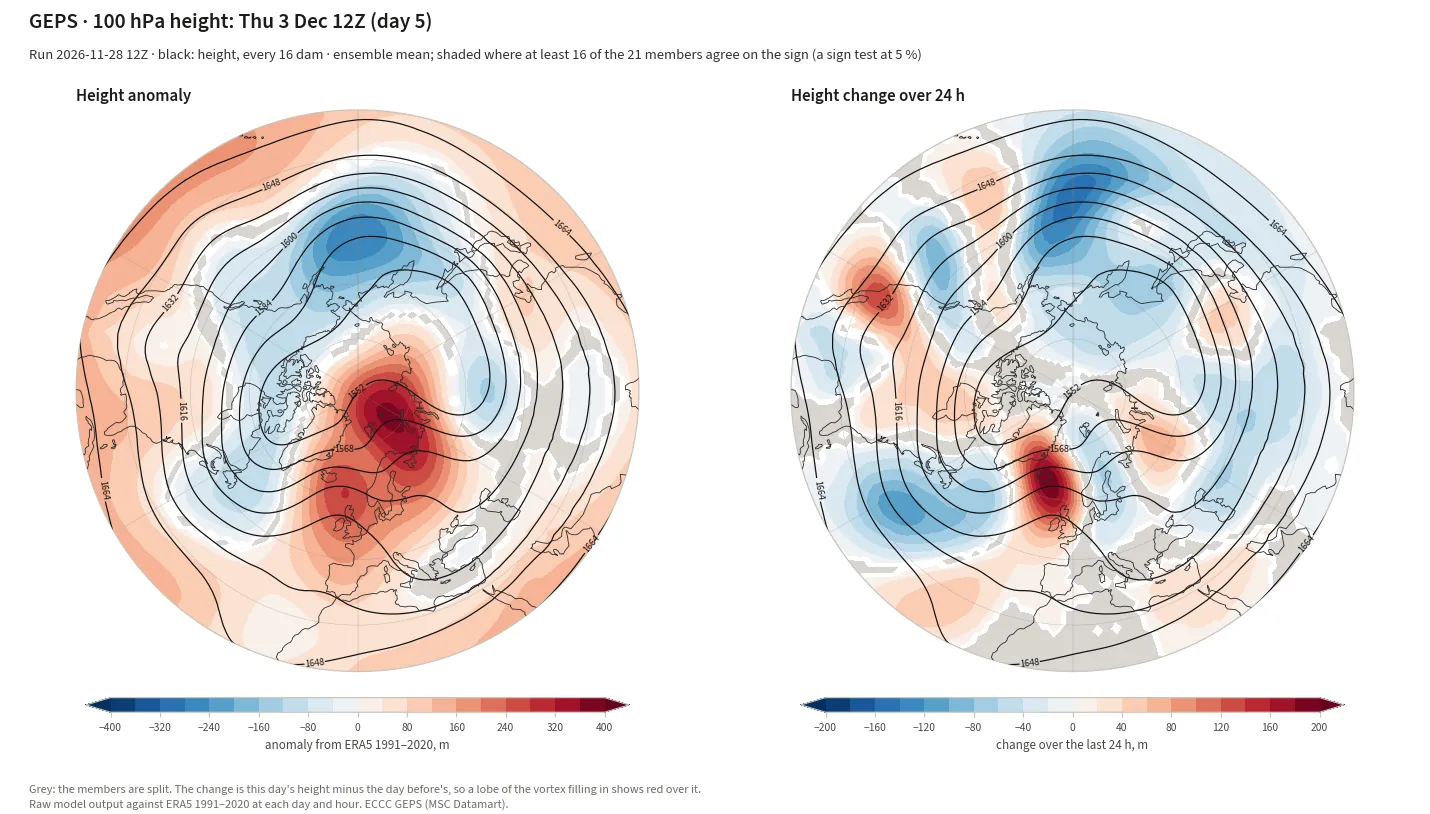 GEPS · 100 hPa height: Thu 3 Dec 12Z (day 5)
Run 2026-11-28 12Z · black: height, every 16 dam · ensemble mean; shaded where at least 16 of the 21 members agree on the sign (a sign test at 5 %)
Height anomaly
Height change over 24 h
1648
1664
1600
1632
1584
1552
1616
1568
1664
1664
1648
1648
1664
1600
1632
1584
1552
1616
1568
1664
1664
1648
−400 −320 −240 −160 −80 0 80 160 240 320 400
anomaly from ERA5 1991–2020, m
−200 −160 −120 −80 −40 0 40 80 120 160 200
change over the last 24 h, m
Grey: the members are split. The change is this day's height minus the day before's, so a lobe of the vortex filling in shows red over it.
Raw model output against ERA5 1991–2020 at each day and hour. ECCC GEPS (MSC Datamart).